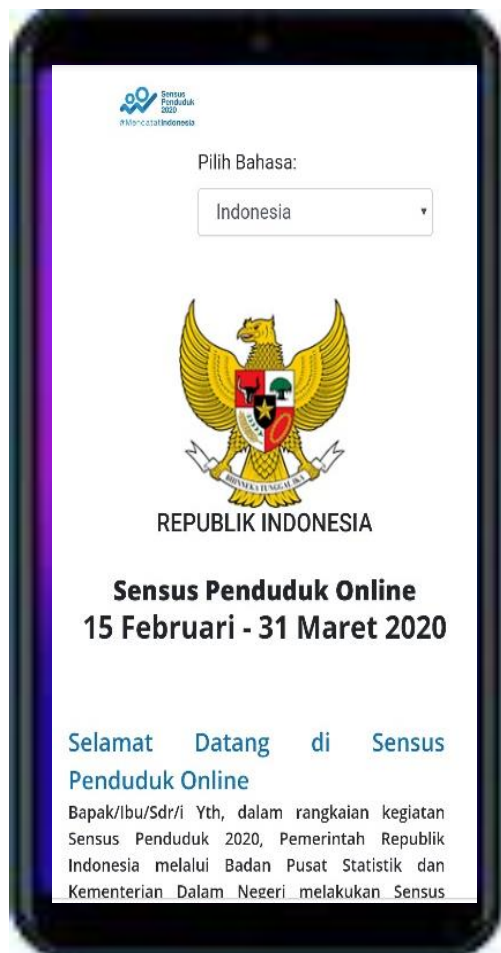 Sensus
Penduduk
2020
#MencatatIndonesia
Pilih Bahasa:
Indonesia
BHINNEKA TUNGGAL IKA
REPUBLIK INDONESIA
Sensus Penduduk Online
15 Februari - 31 Maret 2020
Selamat Datang di Sensus
Penduduk Online
Bapak/Ibu/Sdr/i Yth, dalam rangkaian kegiatan
Sensus Penduduk 2020, Pemerintah Republik
Indonesia melalui Badan Pusat Statistik dan
Kementerian Dalam Negeri melakukan Sensus